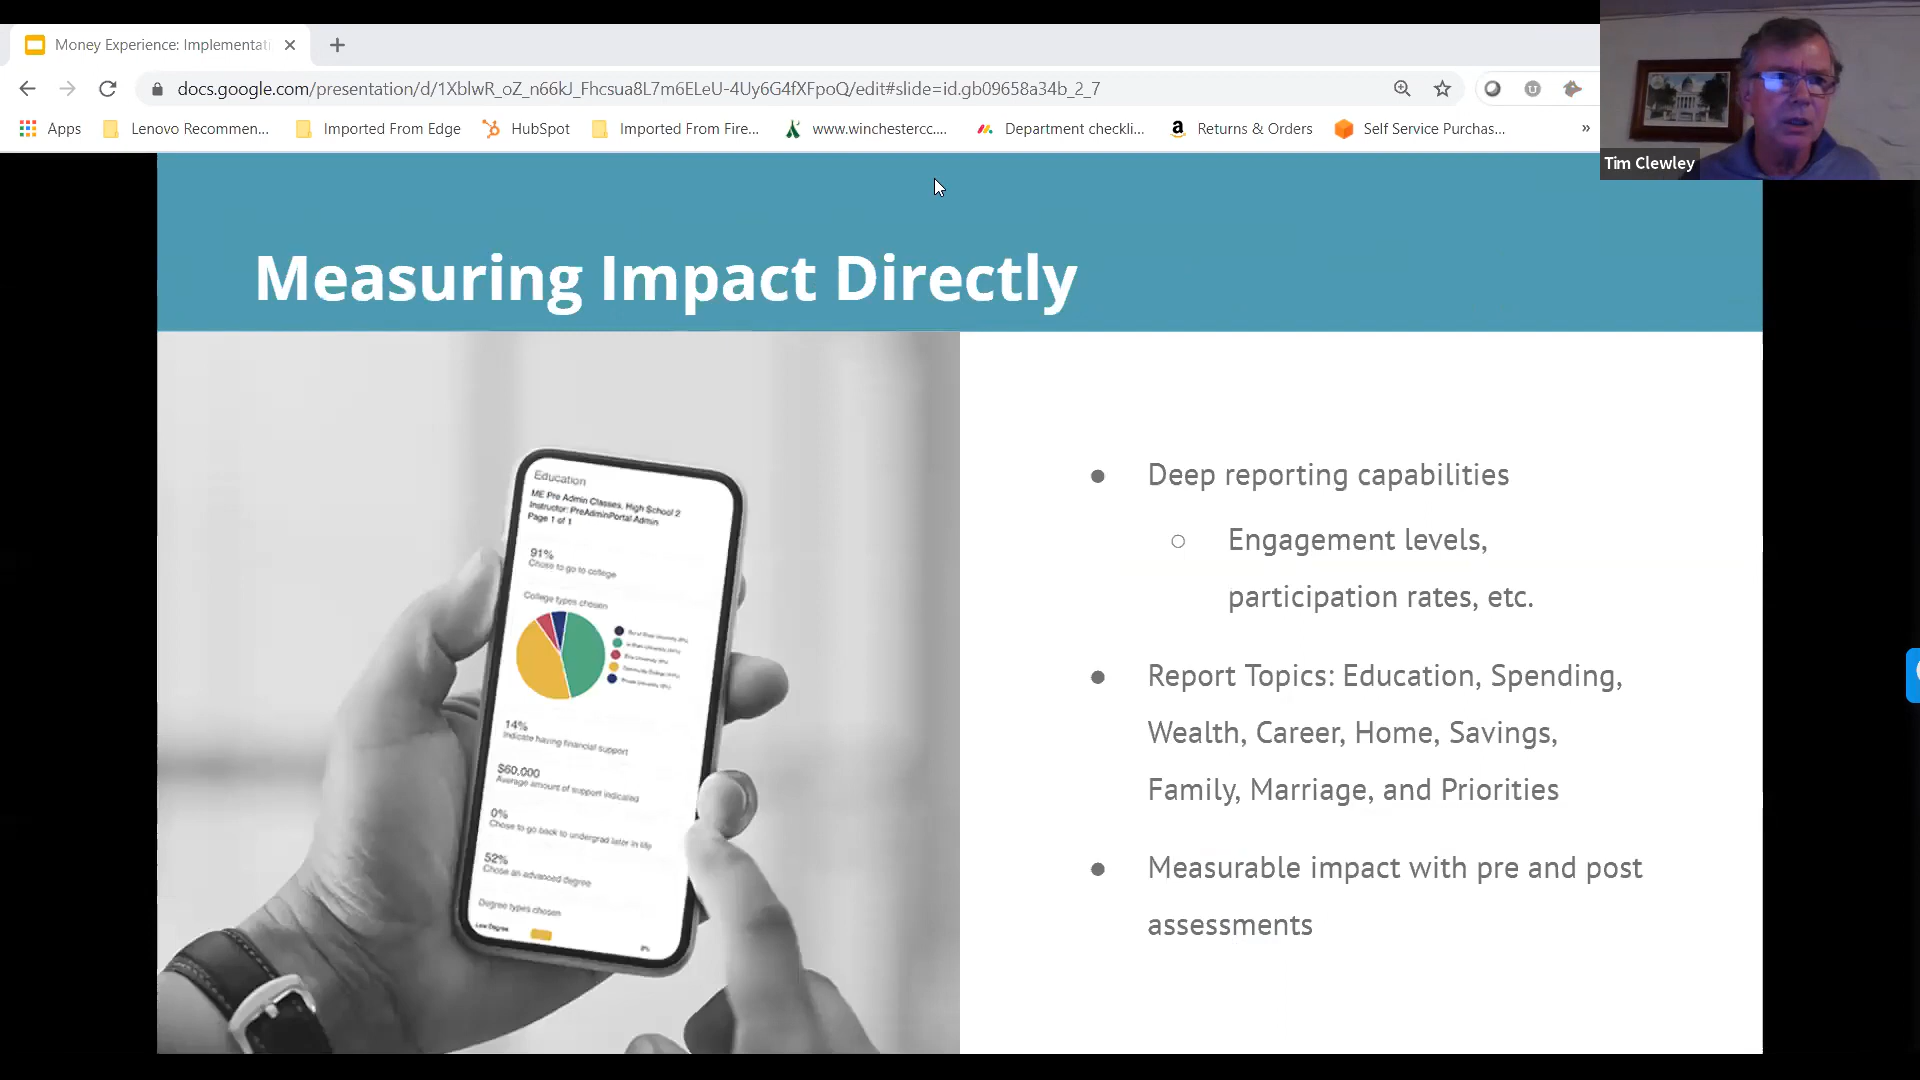 Money Experience: Implementati
docs.google.com/presentation/d/1XblwR_oZ_n66kJ_Fhcsua8L7m6ELeU-4Uy6G4fXFpoQ/edit#slide=id.gb09658a34b_2_7
Apps Lenovo Recommen... Imported From Edge HubSpot Imported From Fire... www.winchestercc.... Department checkli... Returns & Orders Self Service Purchas... »
Tim Clewley
Measuring Impact Directly
Education
ME Pre Admin Classes, High School 2
Instructor: PreAdminPortal Admin
Page 1 of 1
91%
Chose to go to college
College types chosen
14%
Indicate having financial support
$60,000
Average amount of support indicated
0%
Chose to go back to undergrad later in life
52%
Chose an advanced degree
Degree types chosen
Law Degree 0%
● Deep reporting capabilities
○ Engagement levels,
participation rates, etc.
● Report Topics: Education, Spending,
Wealth, Career, Home, Savings,
Family, Marriage, and Priorities
● Measurable impact with pre and post
assessments